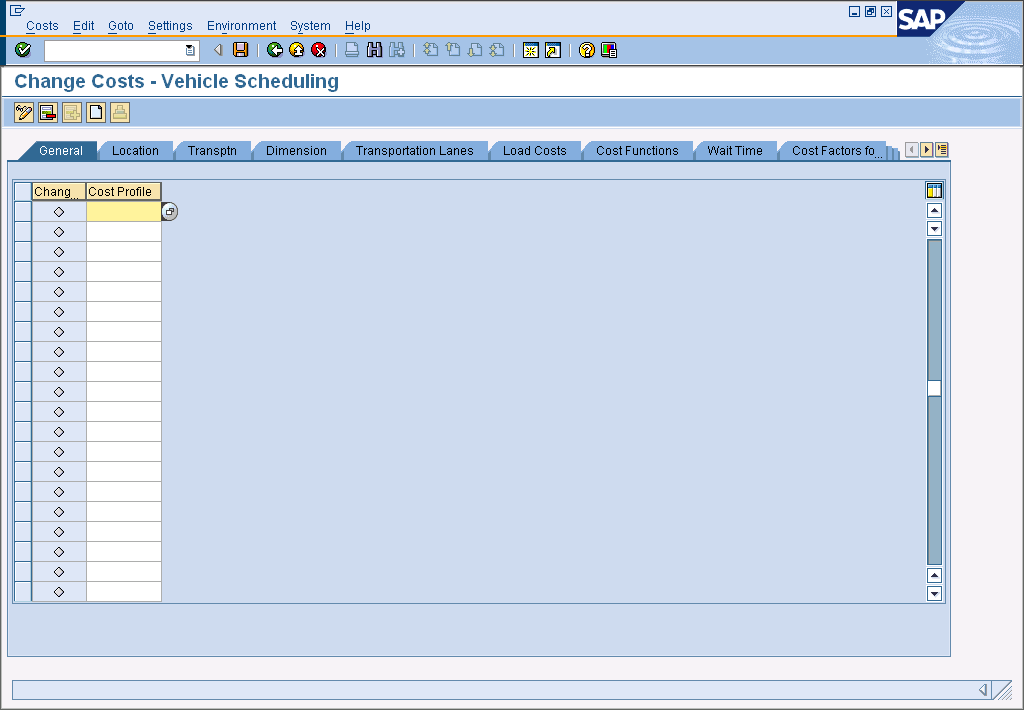 Costs Edit Goto Settings Environment System Help
SAP
Change Costs - Vehicle Scheduling
General Location Transptn Dimension Transportation Lanes Load Costs Cost Functions Wait Time Cost Factors fo...
Chang... Cost Profile